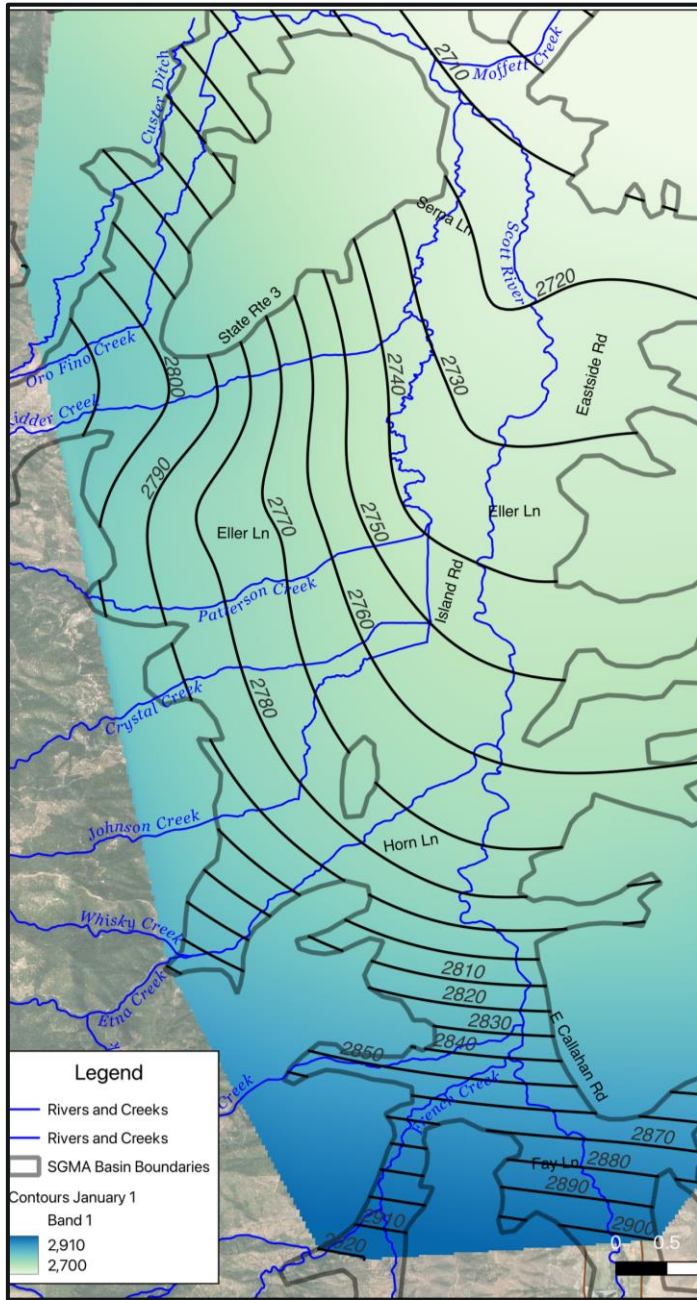 Custer Ditch
2710
Moffett Creek
Serpa Ln
Scott River
2720
State Rte 3
Oro Fino Creek
2800
2740
2730
Eastside Rd
idder Creek
2790
Eller Ln
2770
2750
Eller Ln
Patterson Creek
2760
Island Rd
Crystal Creek
2780
Johnson Creek
Horn Ln
Whisky Creek
2810
2820
Etna Creek
2830
2840
E Callahan Rd
2850
Creek
French Creek
2870
Fay Ln
2880
2890
2910
2900
2920
0 0.5
Legend
Rivers and Creeks
Rivers and Creeks
SGMA Basin Boundaries
Contours January 1
Band 1
2,910
2,700